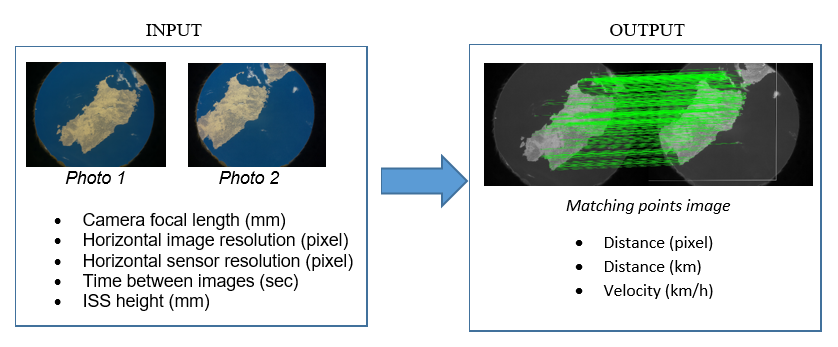 INPUT
Photo 1
Photo 2
• Camera focal length (mm)
• Horizontal image resolution (pixel)
• Horizontal sensor resolution (pixel)
• Time between images (sec)
• ISS height (mm)
OUTPUT
Matching points image
• Distance (pixel)
• Distance (km)
• Velocity (km/h)